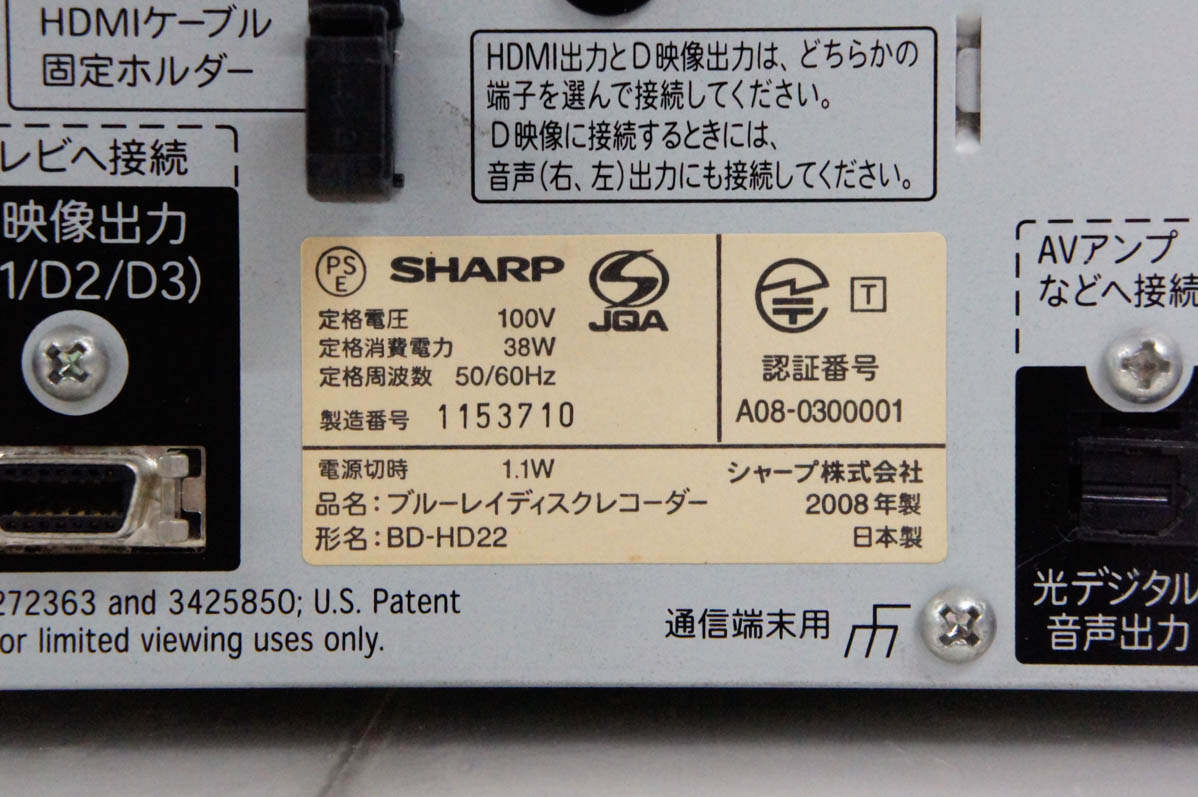 HDMIケーブル
固定ホルダー
HDMI出力とD映像出力は、どちらかの
端子を選んで接続してください。
D映像に接続するときには、
音声(右、左)出力にも接続してください。
レビへ接続
映像出力
1/D2/D3)
PS
E
SHARP
JQA
定格電圧 100V
定格消費電力 38W
定格周波数 50/60Hz
製造番号 1153710
T
認証番号
A08-0300001
電源切時 1.1W
品名:ブルーレイディスクレコーダー
形名:BD-HD22
シャープ株式会社
2008年製
日本製
AVアンプ
などへ接続
光デジタル
音声出力
272363 and 3425850; U.S. Patent
or limited viewing uses only.
通信端末用